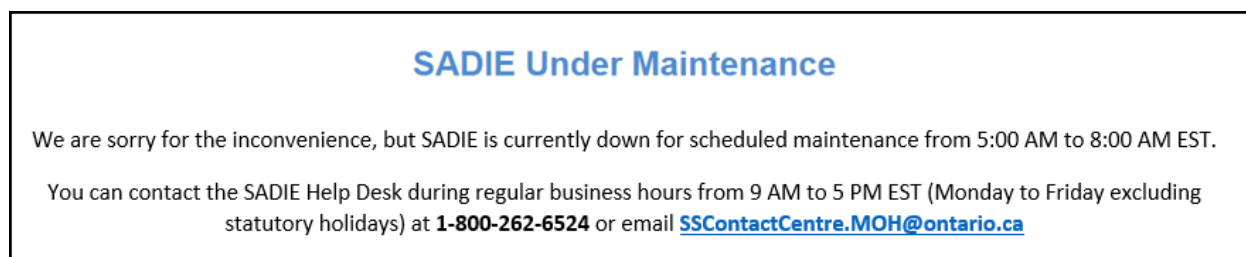 SADIE Under Maintenance
We are sorry for the inconvenience, but SADIE is currently down for scheduled maintenance from 5:00 AM to 8:00 AM EST.
You can contact the SADIE Help Desk during regular business hours from 9 AM to 5 PM EST (Monday to Friday excluding
statutory holidays) at 1-800-262-6524 or email SSContactCentre.MOH@ontario.ca